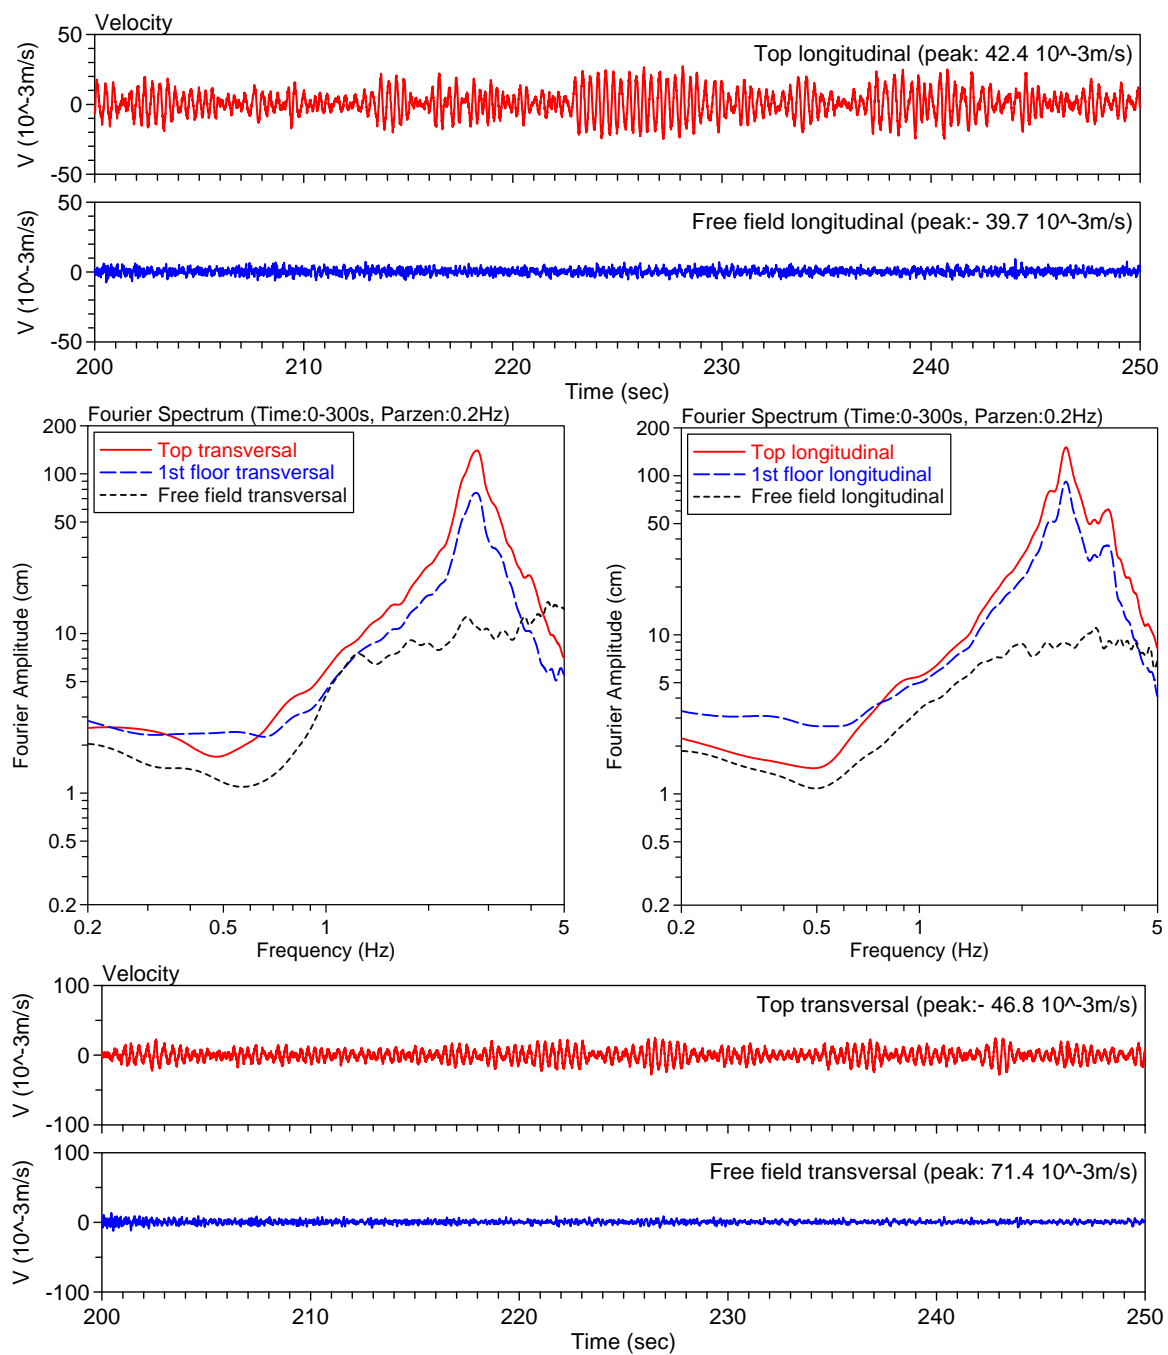 Velocity
Top longitudinal (peak: 42.4 10^-3m/s)
V (10^-3m/s)
50
0
-50
Free field longitudinal (peak:- 39.7 10^-3m/s)
V (10^-3m/s)
50
0
-50
200 210 220 230 240 250
Time (sec)
Fourier Spectrum (Time:0-300s, Parzen:0.2Hz)
Top transversal
1st floor transversal
Free field transversal
Fourier Amplitude (cm)
200
100
50
10
5
1
0.5
0.2
0.2 0.5 1 5
Frequency (Hz)
Fourier Spectrum (Time:0-300s, Parzen:0.2Hz)
Top longitudinal
1st floor longitudinal
Free field longitudinal
Fourier Amplitude (cm)
200
100
50
10
5
1
0.5
0.2
0.2 0.5 1 5
Frequency (Hz)
Velocity
Top transversal (peak:- 46.8 10^-3m/s)
V (10^-3m/s)
100
0
-100
Free field transversal (peak: 71.4 10^-3m/s)
V (10^-3m/s)
100
0
-100
200 210 220 230 240 250
Time (sec)